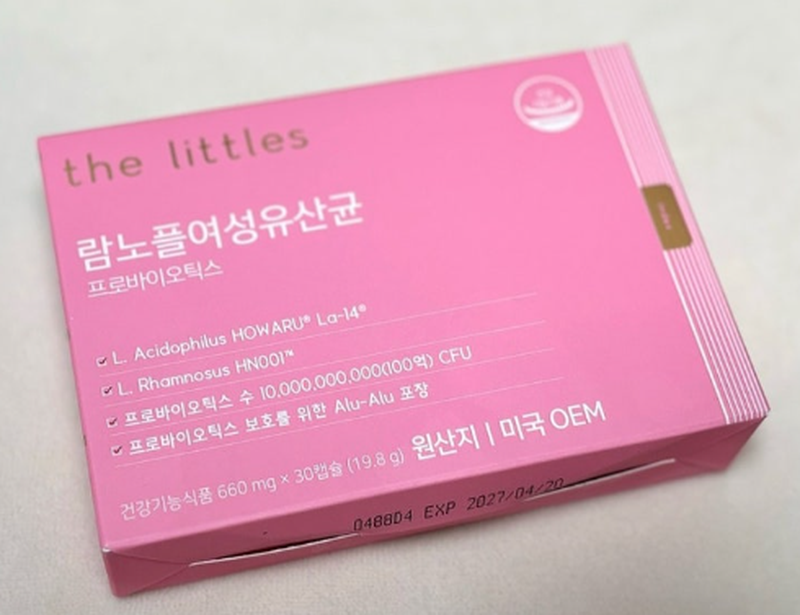 the littles
람노플여성유산균
프로바이오틱스
L. Acidophilus HOWARU® La-14®
L. Rhamnosus HN001™
프로바이오틱스 수 10,000,000,000(100억) CFU
프로바이오틱스 보호를 위한 Alu-Alu 포장
건강기능식품 660 mg × 30캡슐 (19.8 g) 원산지 | 미국 OEM
Q488D4 EXP 2027/04/20